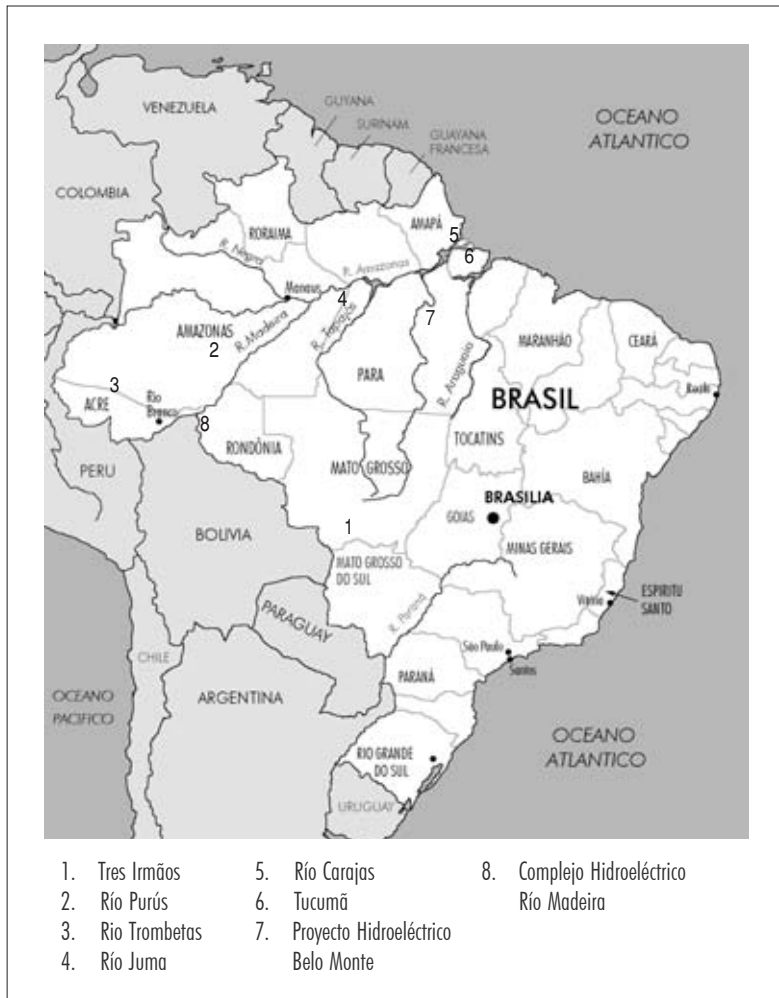 VENEZUELA
GUYANA
SURINAM
GUAYANA
FRANCESA
OCEANO
ATLANTICO
COLOMBIA
RORAIMA
AMAPÁ
5
6
R. Negro
R. Amazonas
Manaus
4
AMAZONAS
2
R. Madeira
R. Tapajós
7
PARA
R. Araguaia
MARANHÃO
CEARÁ
BRASIL
3
ACRE
Rio
Branco
8
RONDÔNIA
TOCATINS
MATO GROSSO
PERU
BAHÍA
BRASILIA
GOIAS
1
BOLIVIA
MINAS GERAIS
MATO GROSSO
DO SUL
ESPIRITU
SANTO
PARAGUAY
R. Paraná
São Paulo
Santos
CHILE
PARANÁ
OCEANO
PACIFICO
ARGENTINA
OCEANO
ATLANTICO
RIO GRANDE
DO SUL
URUGUAY
1. Tres Irmãos
2. Río Purús
3. Rio Trombetas
4. Río Juma
5. Río Carajas
6. Tucumã
7. Proyecto Hidroeléctrico
Belo Monte
8. Complejo Hidroeléctrico
Río Madeira